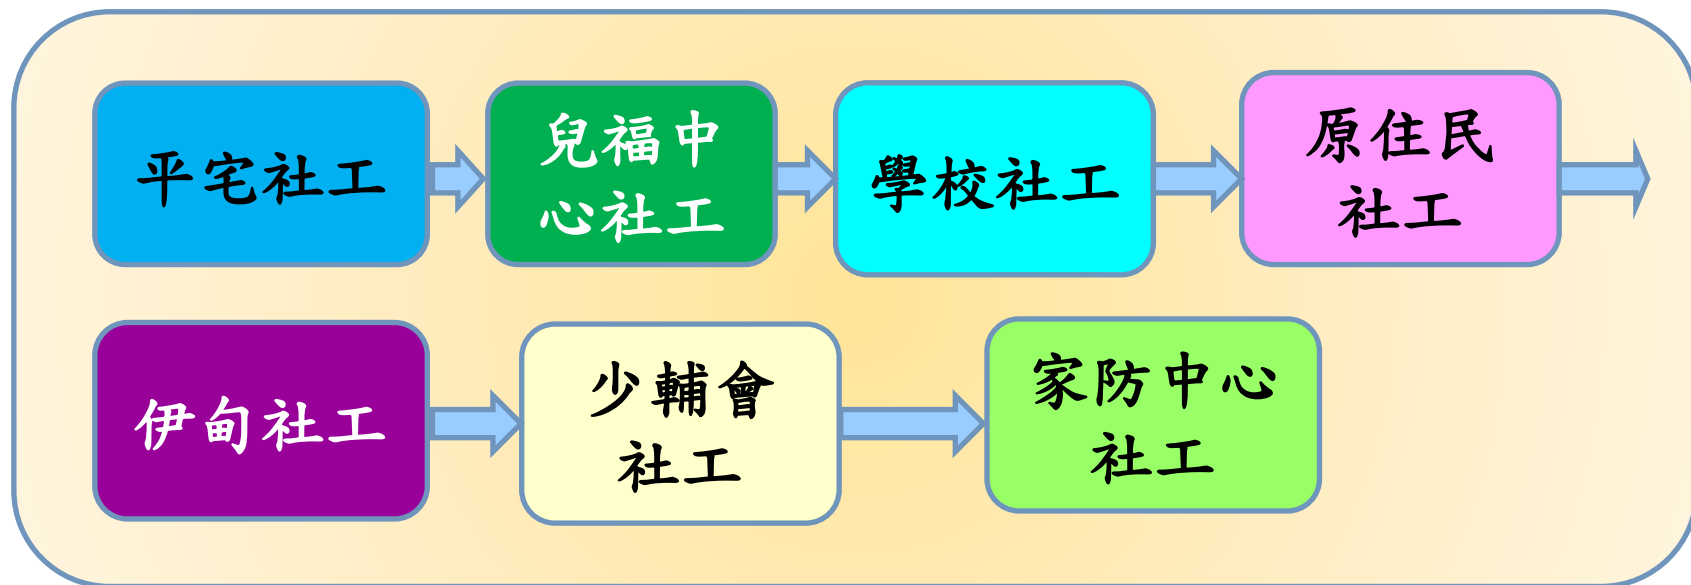 平宅社工
兒福中
心社工
學校社工
原住民
社工
伊甸社工
少輔會
社工
家防中心
社工